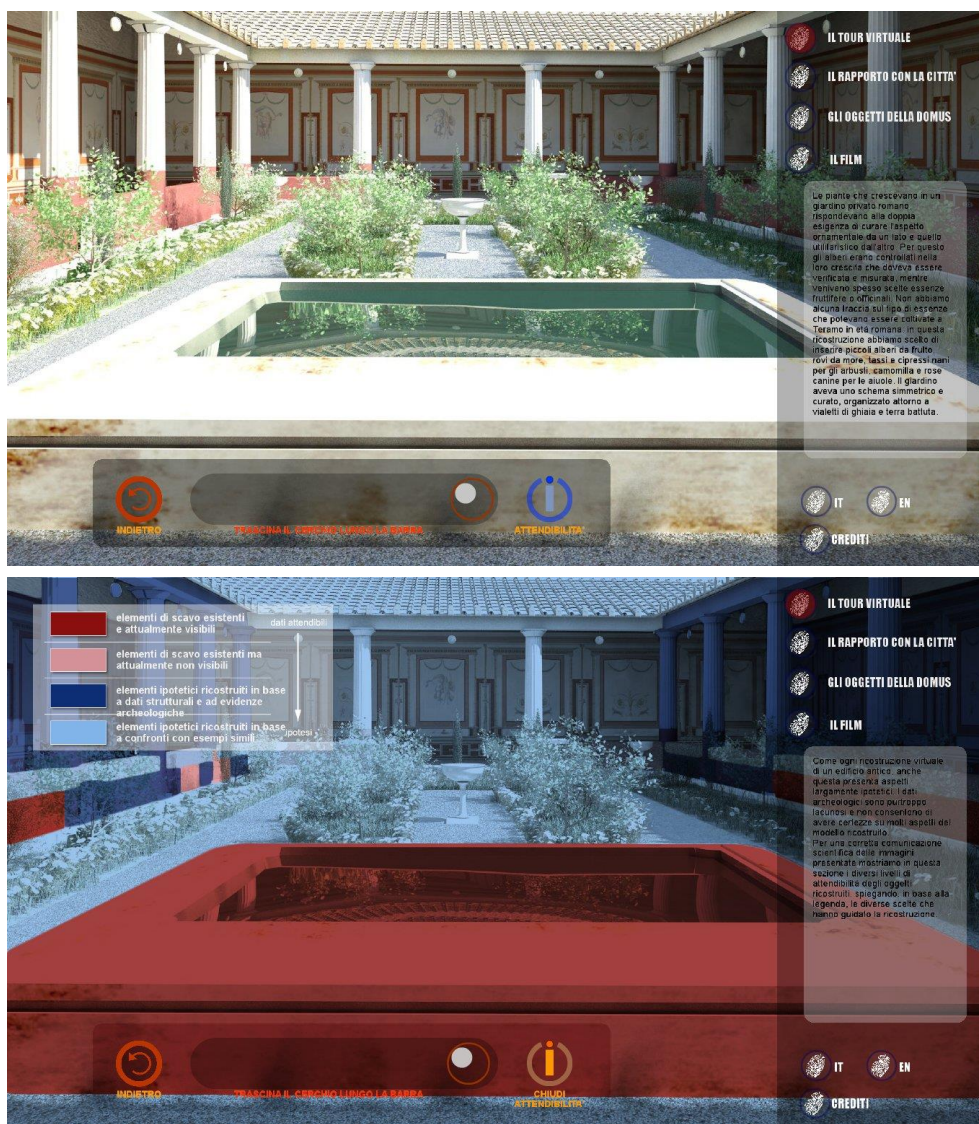 IL TOUR VIRTUALE
IL RAPPORTO CON LA CITTA'
GLI OGGETTI DELLA DOMUS
IL FILM
Le piante che crescevano in un
giardino privato romano
rispondevano alla doppia
esigenza di curare l'aspetto
ornamentale da un lato e quello
utilitaristico dall'altro. Per questo
gli alberi erano controllati nella
loro crescita che doveva essere
verificata e misurata, mentre
venivano spesso scelte essenze
fruttifere o officinali. Non abbiamo
alcuna traccia sul tipo di essenze
che potevano essere coltivate a
Teramo in età romana: in questa
ricostruzione abbiamo scelto di
inserire piccoli alberi da frutto,
rovi da more, tassi e cipressi nani
per gli arbusti, camomilla e rose
canine per le aiuole. Il giardino
aveva uno schema simmetrico e
curato, organizzato attorno a
vialetti di ghiaia e terra battuta.
INDIETRO
TRASCINA IL CERCHIO LUNGO LA BARRA
ATTENDIBILITA'
IT
EN
CREDITI
elementi di scavo esistenti
e attualmente visibili
dati attendibili
elementi di scavo esistenti ma
attualmente non visibili
elementi ipotetici ricostruiti in base
a dati strutturali e ad evidenze
archeologiche
elementi ipotetici ricostruiti in base
a confronti con esempi simili
ipotesi
IL TOUR VIRTUALE
IL RAPPORTO CON LA CITTA'
GLI OGGETTI DELLA DOMUS
IL FILM
Come ogni ricostruzione virtuale
di un edificio antico, anche
questa presenta aspetti
largamente ipotetici. I dati
archeologici sono purtroppo
lacunosi e non consentono di
avere certezze su molti aspetti del
modello ricostruito.
Per una corretta comunicazione
scientifica delle immagini
presentate mostriamo in questa
sezione i diversi livelli di
attendibilità degli oggetti
ricostruiti, spiegando, in base alla
legenda, le diverse scelte che
hanno guidato la ricostruzione.
INDIETRO
TRASCINA IL CERCHIO LUNGO LA BARRA
CHIUDI
ATTENDIBILITA'
IT
EN
CREDITI